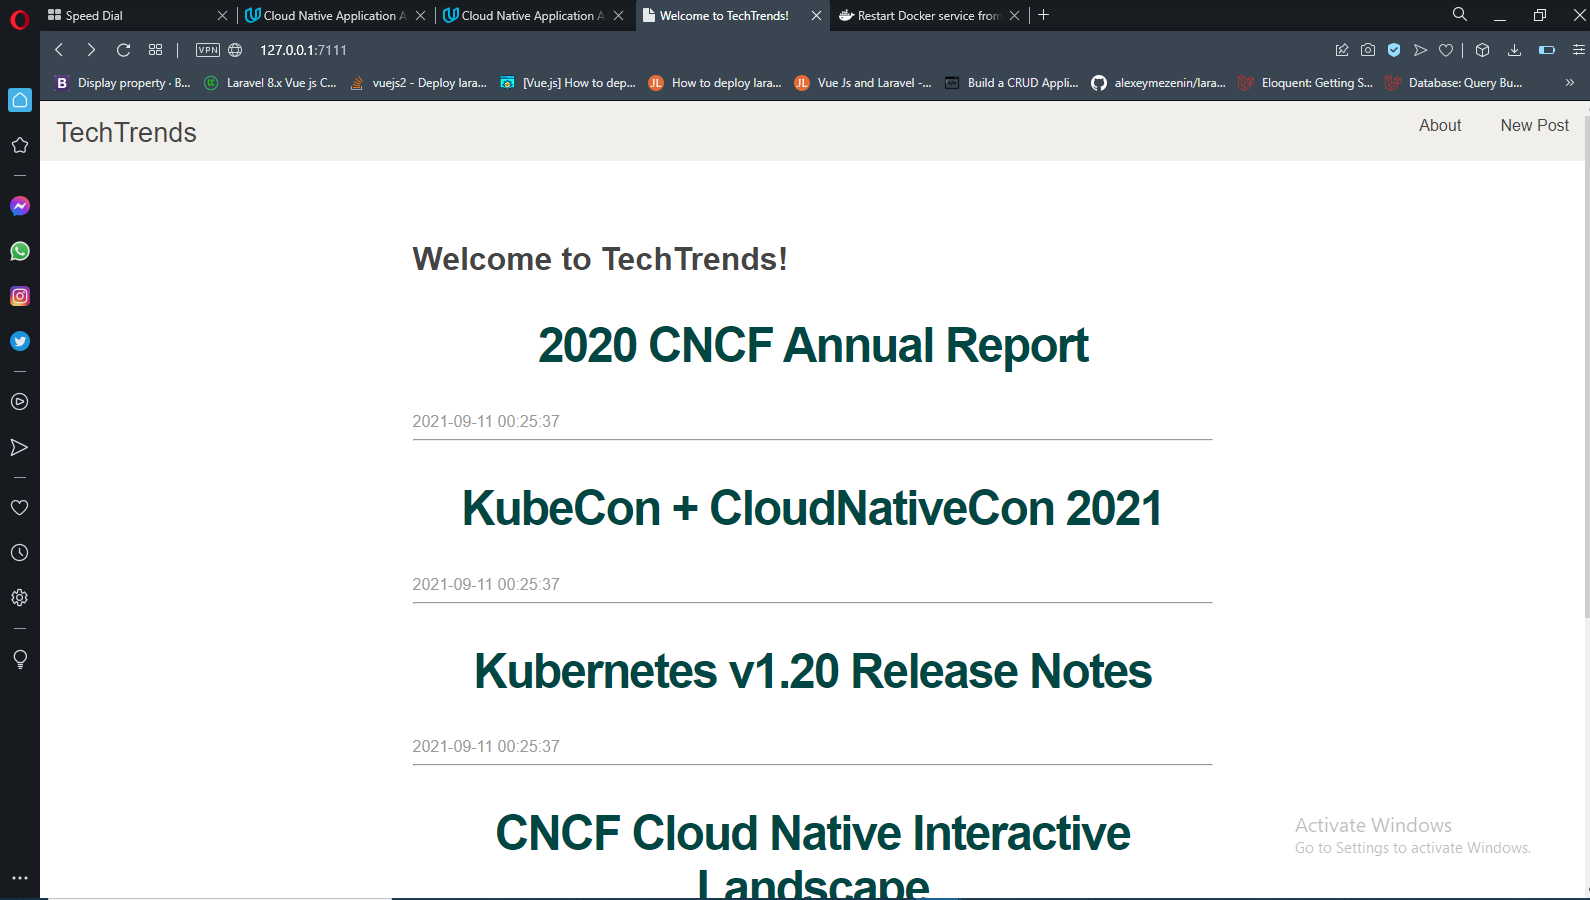 Speed Dial
Cloud Native Application A
Cloud Native Application A
Welcome to TechTrends!
Restart Docker service from
VPN
127.0.0.1:7111
B Display property · B...
CC Laravel 8.x Vue js C...
vuejs2 - Deploy lara...
[Vue.js] How to dep...
JL How to deploy lara...
JL Vue Js and Laravel -...
Build a CRUD Appli...
alexeymezenin/lara...
Eloquent: Getting S...
Database: Query Bu...
»
TechTrends
About
New Post
Welcome to TechTrends!
2020 CNCF Annual Report
2021-09-11 00:25:37
KubeCon + CloudNativeCon 2021
2021-09-11 00:25:37
Kubernetes v1.20 Release Notes
2021-09-11 00:25:37
CNCF Cloud Native Interactive
Landscape
Activate Windows
Go to Settings to activate Windows.